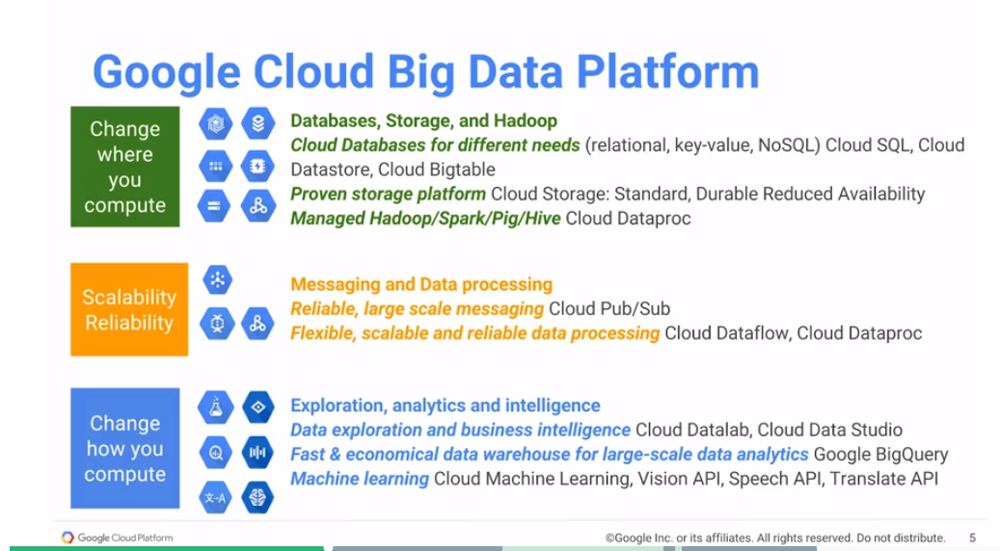 Google Cloud Big Data Platform
Change
where
you
compute
Databases, Storage, and Hadoop
Cloud Databases for different needs (relational, key-value, NoSQL) Cloud SQL, Cloud
Datastore, Cloud Bigtable
Proven storage platform Cloud Storage: Standard, Durable Reduced Availability
Managed Hadoop/Spark/Pig/Hive Cloud Dataproc
Scalability
Reliability
Messaging and Data processing
Reliable, large scale messaging Cloud Pub/Sub
Flexible, scalable and reliable data processing Cloud Dataflow, Cloud Dataproc
Change
how you
compute
文→A
Exploration, analytics and intelligence
Data exploration and business intelligence Cloud Datalab, Cloud Data Studio
Fast & economical data warehouse for large-scale data analytics Google BigQuery
Machine learning Cloud Machine Learning, Vision API, Speech API, Translate API
Google Cloud Platform
©Google Inc. or its affiliates. All rights reserved. Do not distribute. 5